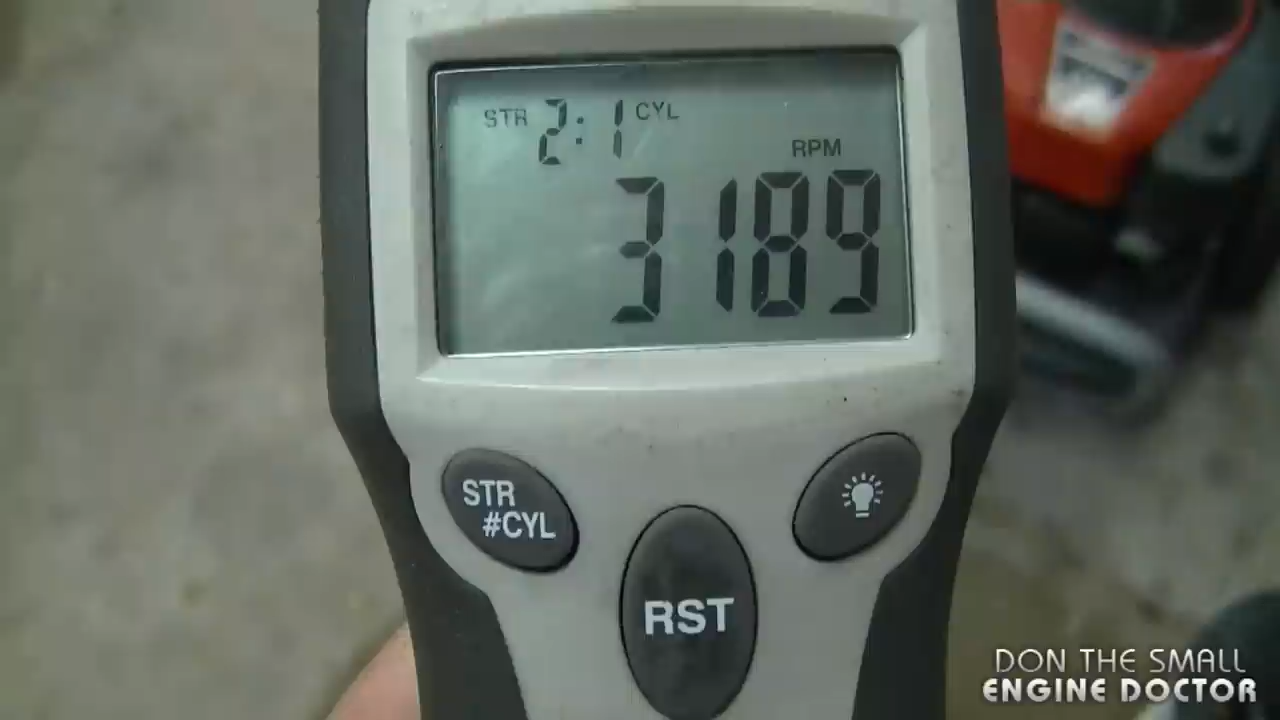 STR 2:1 CYL
RPM
3189
STR
#CYL
RST
DON THE SMALL
ENGINE DOCTOR